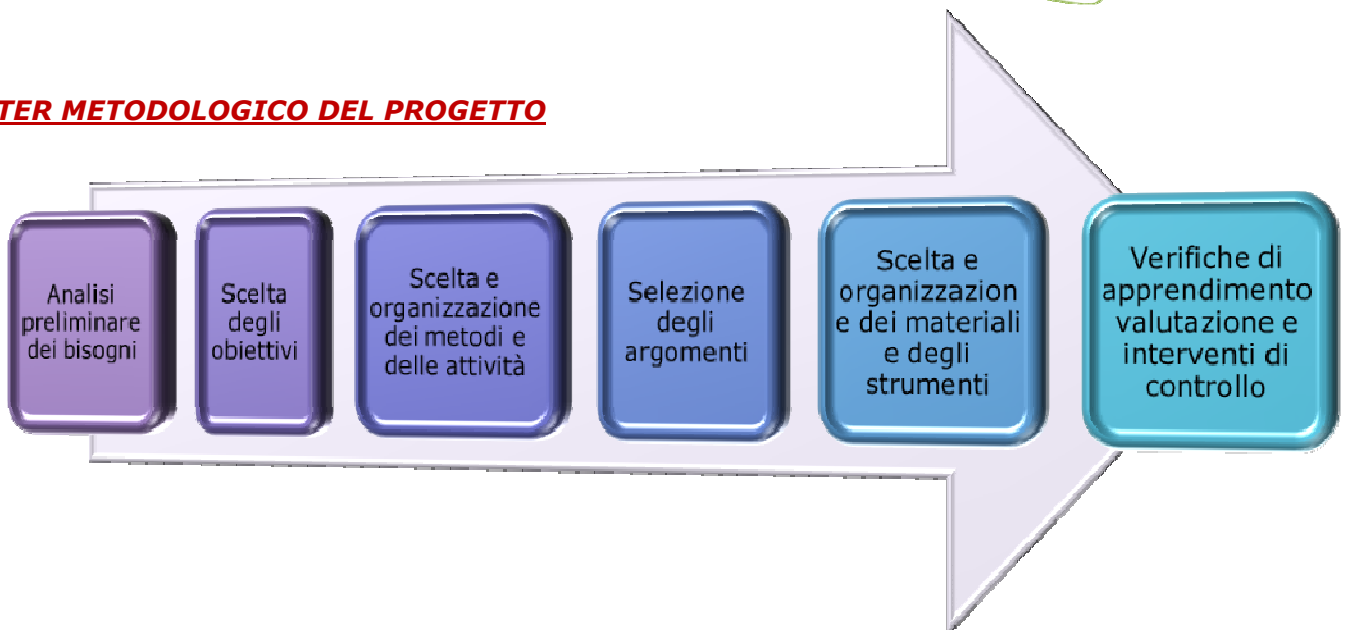 TER METODOLOGICO DEL PROGETTO
Analisi
preliminare
dei bisogni
Scelta
degli
obiettivi
Scelta e
organizzazione
dei metodi e
delle attività
Selezione
degli
argomenti
Scelta e
organizzazion
e dei materiali
e degli
strumenti
Verifiche di
apprendimento
valutazione e
interventi di
controllo